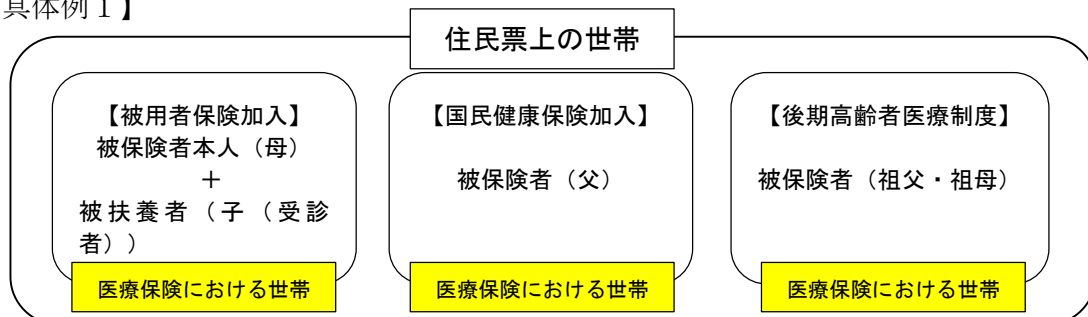 具体例１】
住民票上の世帯
【被用者保険加入】
被保険者本人（母）
＋
被扶養者（子（受診
者））
医療保険における世帯
【国民健康保険加入】
被保険者（父）
医療保険における世帯
【後期高齢者医療制度】
被保険者（祖父・祖母）
医療保険における世帯